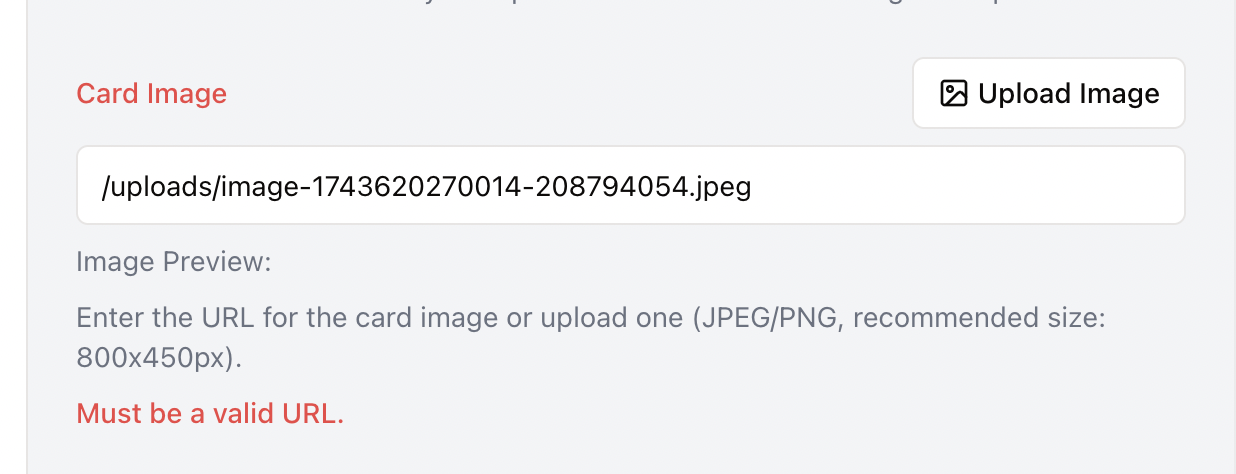 Card Image
Upload Image
/uploads/image-1743620270014-208794054.jpeg
Image Preview:
Enter the URL for the card image or upload one (JPEG/PNG, recommended size:
800x450px).
Must be a valid URL.